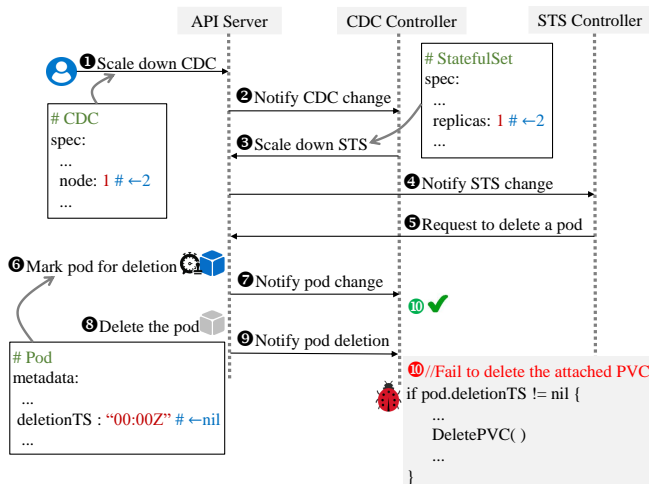 API Server
CDC Controller
STS Controller
❶Scale down CDC
# StatefulSet
spec:
...
replicas: 1 # ←2
...
❷Notify CDC change
# CDC
spec:
...
node: 1 # ←2
...
❸Scale down STS
❹Notify STS change
❺Request to delete a pod
❻Mark pod for deletion
❼Notify pod change
❿
❽Delete the pod
❾Notify pod deletion
# Pod
metadata:
...
deletionTS : “00:00Z” # ←nil
...
❿//Fail to delete the attached PVC
if pod.deletionTS != nil {
...
DeletePVC( )
...
}